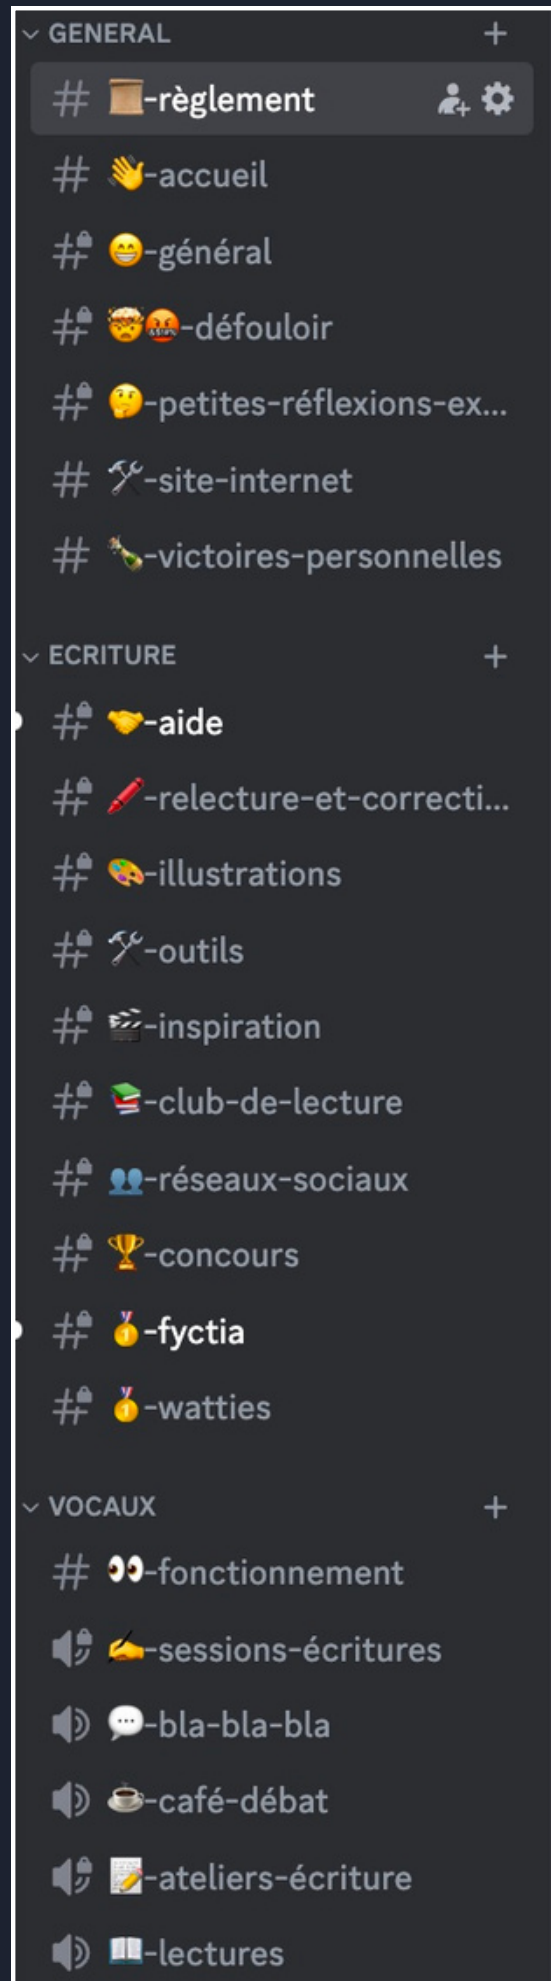 GENERAL
-règlement
-accueil
-général
-défouloir
-petites-réflexions-ex...
-site-internet
-victoires-personnelles
ECRITURE
-aide
-relecture-et-correcti...
-illustrations
-outils
-inspiration
-club-de-lecture
-réseaux-sociaux
-concours
-fyctia
-watties
VOCAUX
-fonctionnement
-sessions-écritures
-bla-bla-bla
-café-débat
-ateliers-écriture
-lectures